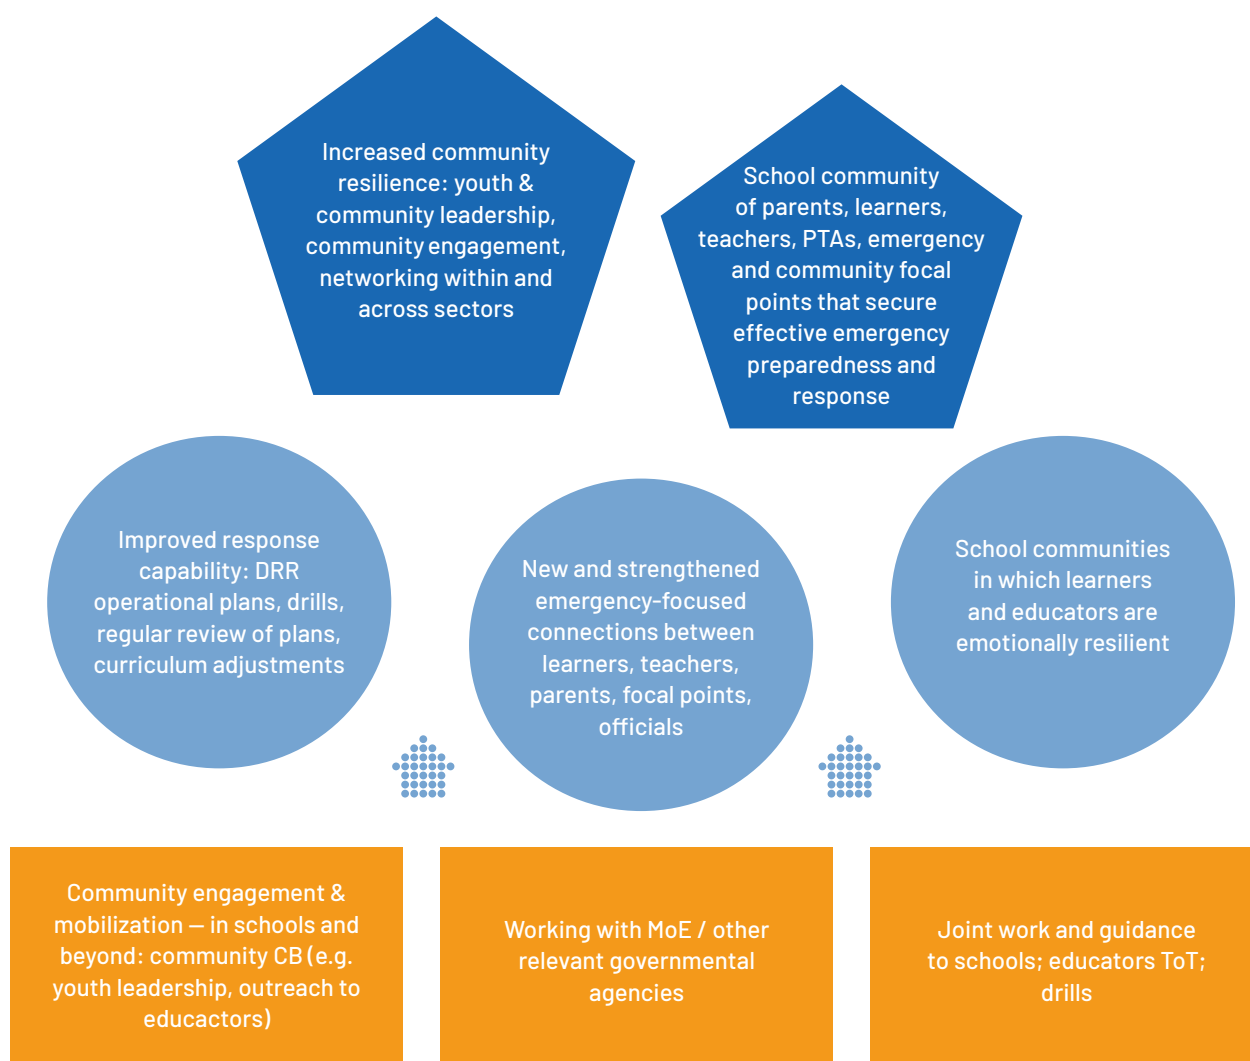 Increased community
resilience: youth &
community leadership,
community engagement,
networking within and
across sectors
School community
of parents, learners,
teachers, PTAs, emergency
and community focal
points that secure
effective emergency
preparedness and
response
Improved response
capability: DRR
operational plans, drills,
regular review of plans,
curriculum adjustments
New and strengthened
emergency-focused
connections between
learners, teachers,
parents, focal points,
officials
School communities
in which learners
and educators are
emotionally resilient
Community engagement &
mobilization – in schools and
beyond: community CB (e.g.
youth leadership, outreach to
educactors)
Working with MoE / other
relevant governmental
agencies
Joint work and guidance
to schools; educators ToT;
drills